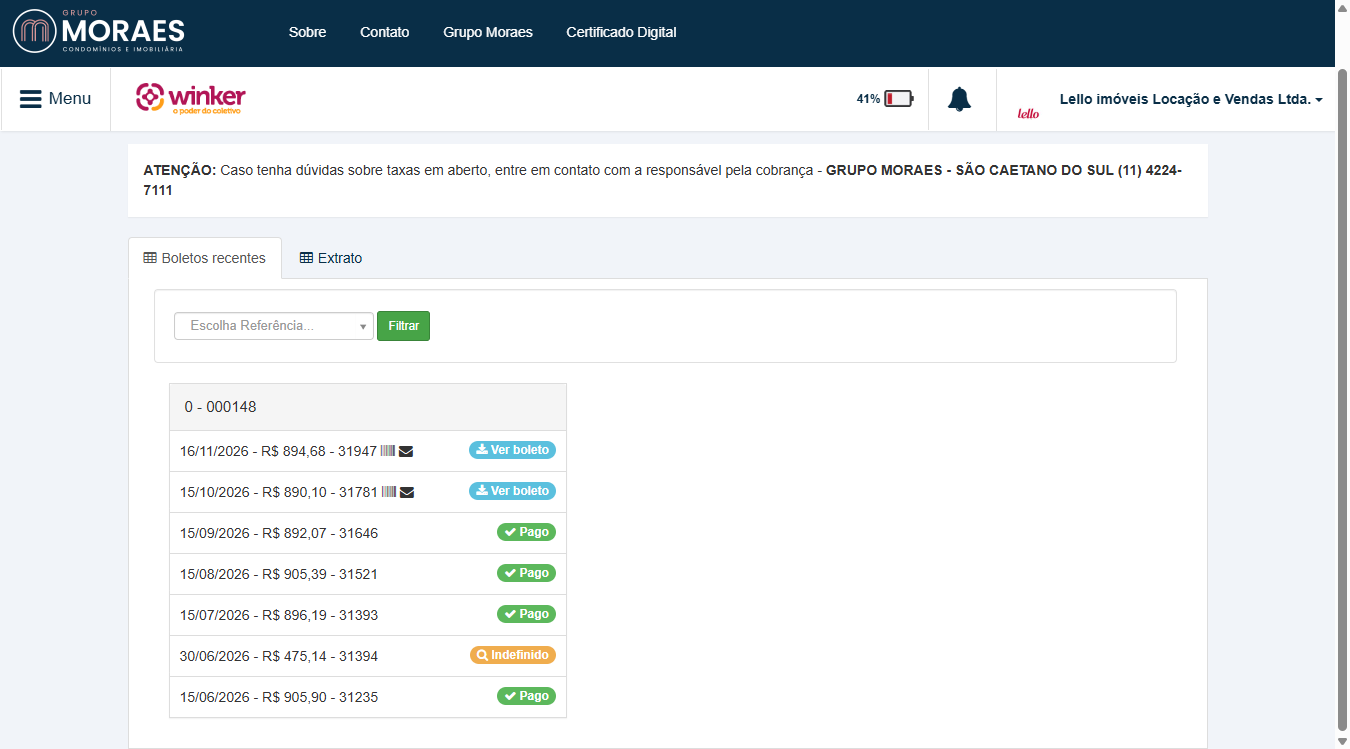 GRUPO
MORAES
CONDOMÍNIOS E IMOBILIÁRIA
Sobre Contato Grupo Moraes Certificado Digital
Menu
winker
o poder do coletivo
41%
lello
Lello imóveis Locação e Vendas Ltda.
ATENÇÃO: Caso tenha dúvidas sobre taxas em aberto, entre em contato com a responsável pela cobrança - GRUPO MORAES - SÃO CAETANO DO SUL (11) 4224-
7111
Boletos recentes Extrato
Escolha Referência... Filtrar
0 - 000148
16/11/2026 - R$ 894,68 - 31947 Ver boleto
15/10/2026 - R$ 890,10 - 31781 Ver boleto
15/09/2026 - R$ 892,07 - 31646 Pago
15/08/2026 - R$ 905,39 - 31521 Pago
15/07/2026 - R$ 896,19 - 31393 Pago
30/06/2026 - R$ 475,14 - 31394 Indefinido
15/06/2026 - R$ 905,90 - 31235 Pago